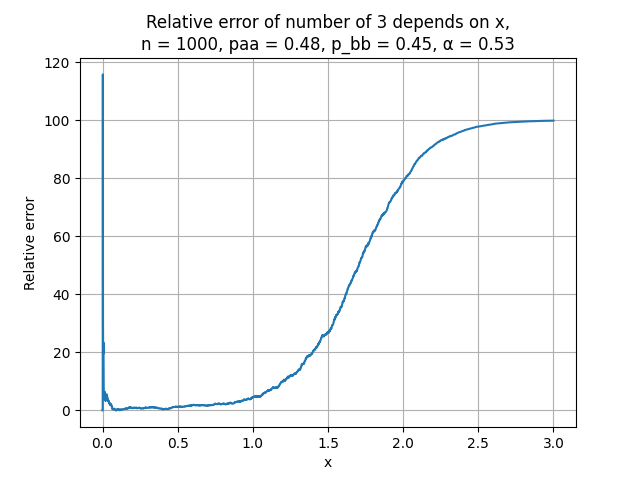 Relative error of number of 3 depends on x,
n = 1000, paa = 0.48, p_bb = 0.45, α = 0.53
120
100
80
60
40
20
0
Relative error
0.0 0.5 1.0 1.5 2.0 2.5 3.0
x